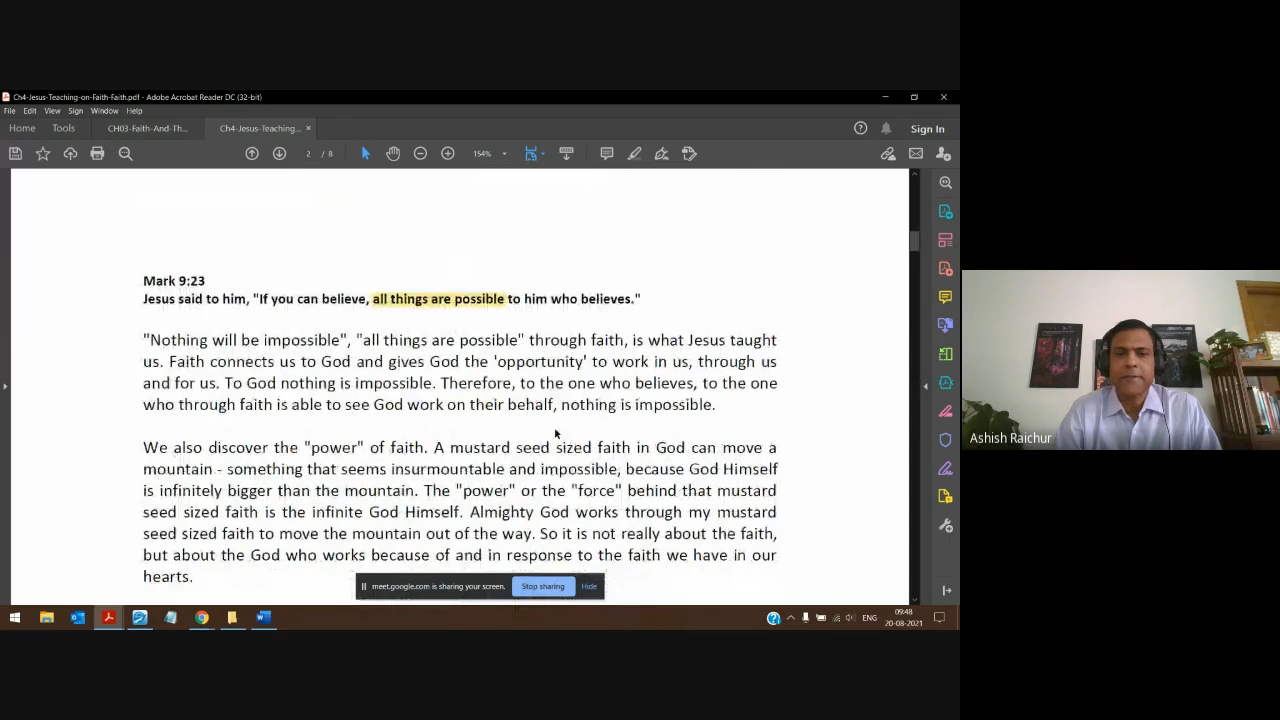 Ch4-Jesus-Teaching-on-Faith-Faith.pdf - Adobe Acrobat Reader DC (32-bit)
File Edit View Sign Window Help
Home Tools CH03-Faith-And-Th... Ch4-Jesus-Teaching... × Sign In
2 / 8 154%
Mark 9:23
Jesus said to him, "If you can believe, all things are possible to him who believes."
"Nothing will be impossible", "all things are possible" through faith, is what Jesus taught
us. Faith connects us to God and gives God the 'opportunity' to work in us, through us
and for us. To God nothing is impossible. Therefore, to the one who believes, to the one
who through faith is able to see God work on their behalf, nothing is impossible.
We also discover the "power" of faith. A mustard seed sized faith in God can move a
mountain - something that seems insurmountable and impossible, because God Himself
is infinitely bigger than the mountain. The "power" or the "force" behind that mustard
seed sized faith is the infinite God Himself. Almighty God works through my mustard
seed sized faith to move the mountain out of the way. So it is not really about the faith,
but about the God who works because of and in response to the faith we have in our
hearts.
meet.google.com is sharing your screen. Stop sharing Hide
ENG 09:48
20-08-2021
Ashish Raichur